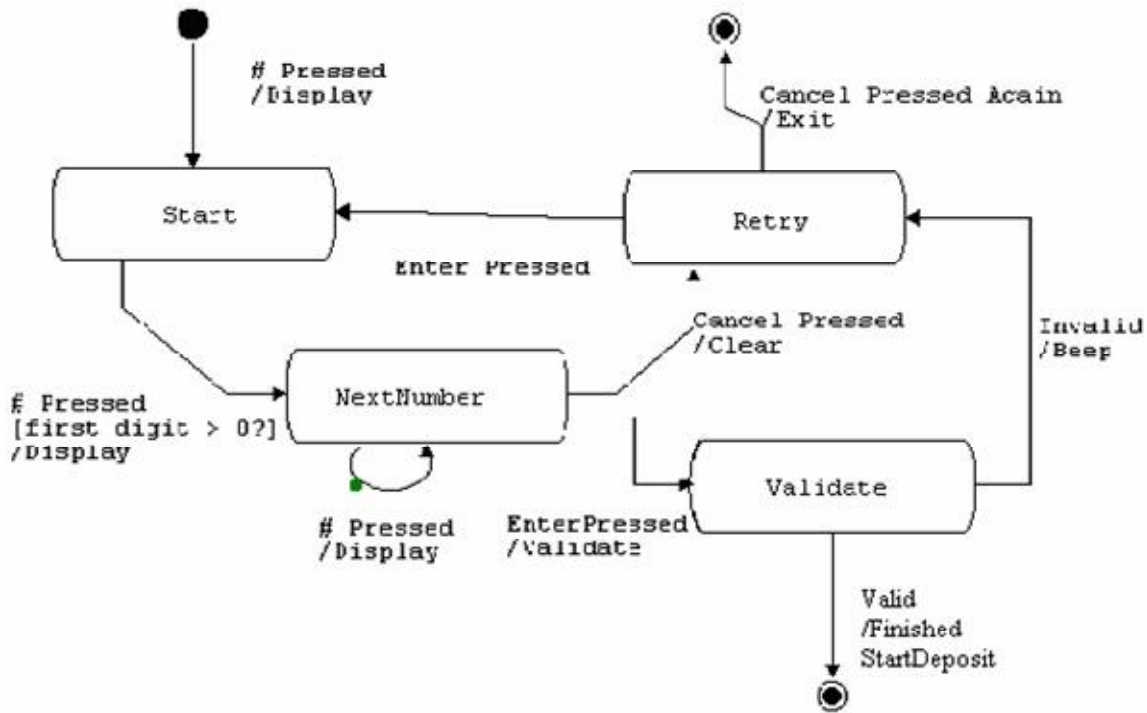 # Pressed
/Display
Cancel Pressed Again
/Exit
Start
Retry
Enter Pressed
Cancel Pressed
/Clear
Invalid
/Beep
NextNumber
# Pressed
[first digit > 0?]
/Display
Validate
# Pressed
/Display
EnterPressed
/Validate
Valid
/Finished
StartDeposit